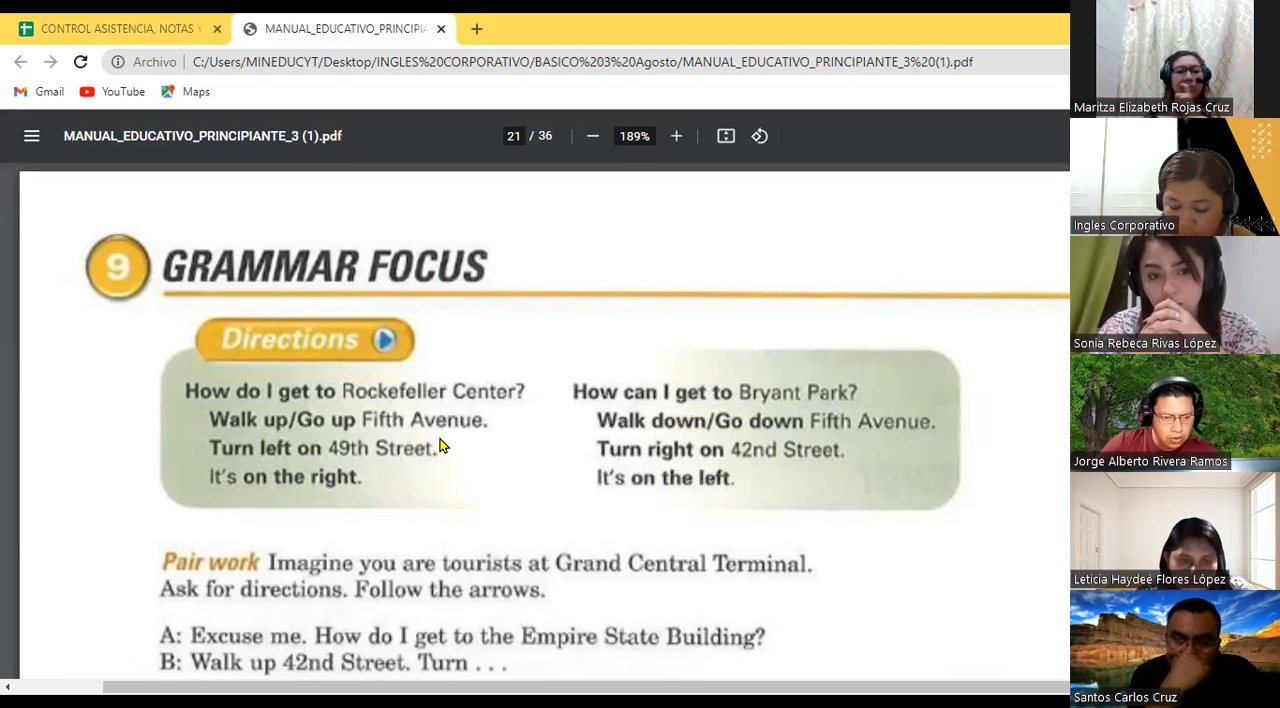 CONTROL ASISTENCIA, NOTAS Y
MANUAL_EDUCATIVO_PRINCIPIA
Archivo
C:/Users/MINEDUCYT/Desktop/INGLES%20CORPORATIVO/BASICO%203%20Agosto/MANUAL_EDUCATIVO_PRINCIPIANTE_3%20(1).pdf
Gmail
YouTube
Maps
MANUAL_EDUCATIVO_PRINCIPIANTE_3 (1).pdf
21 / 36
189%
9 GRAMMAR FOCUS
Directions
How do I get to Rockefeller Center?
Walk up/Go up Fifth Avenue.
Turn left on 49th Street.
It's on the right.
How can I get to Bryant Park?
Walk down/Go down Fifth Avenue.
Turn right on 42nd Street.
It's on the left.
Pair work Imagine you are tourists at Grand Central Terminal.
Ask for directions. Follow the arrows.
A: Excuse me. How do I get to the Empire State Building?
B: Walk up 42nd Street. Turn . . .
Maritza Elizabeth Rojas Cruz
Ingles Corporativo
Sonia Rebeca Rivas López
Jorge Alberto Rivera Ramos
Leticia Haydeé Flores López
Santos Carlos Cruz